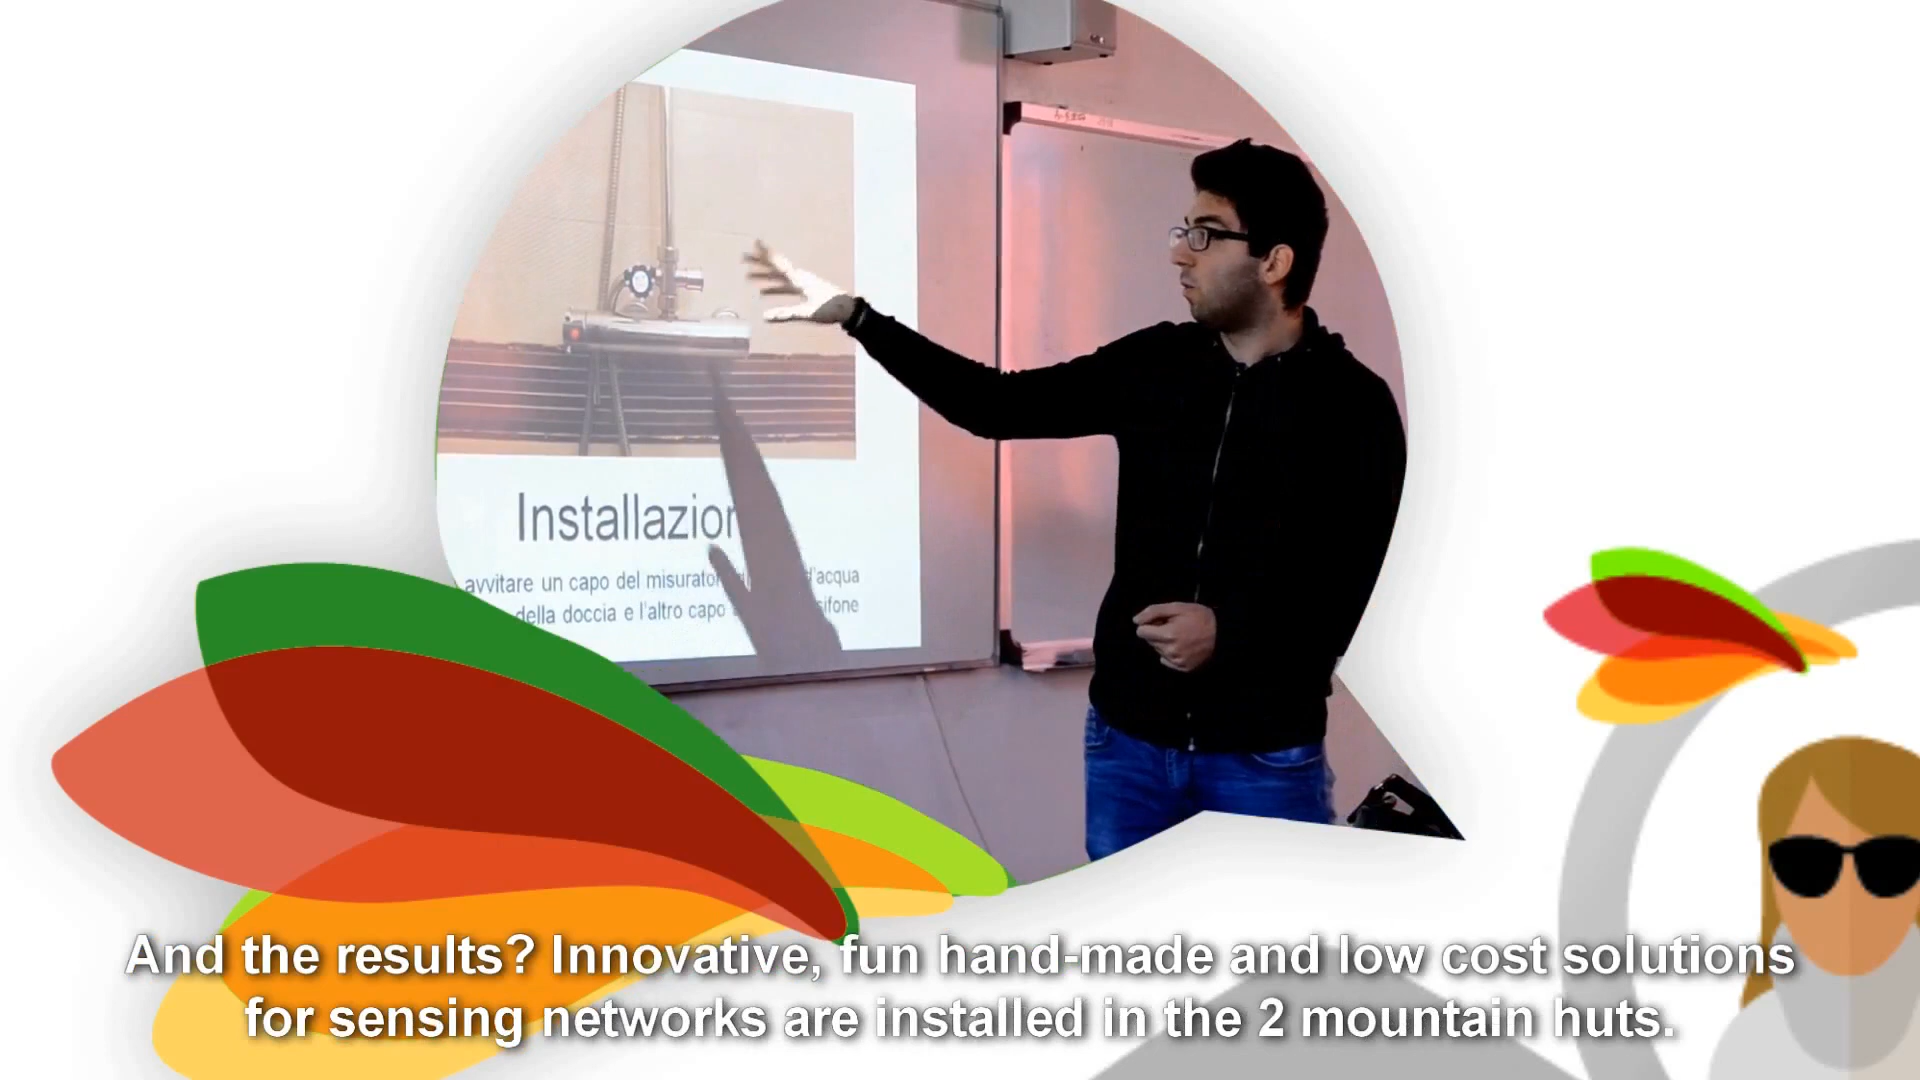 Installazion
avvitare un capo del misurator d'acqua
della doccia e l'altro capo sifone
And the results? Innovative, fun hand-made and low cost solutions
for sensing networks are installed in the 2 mountain huts.